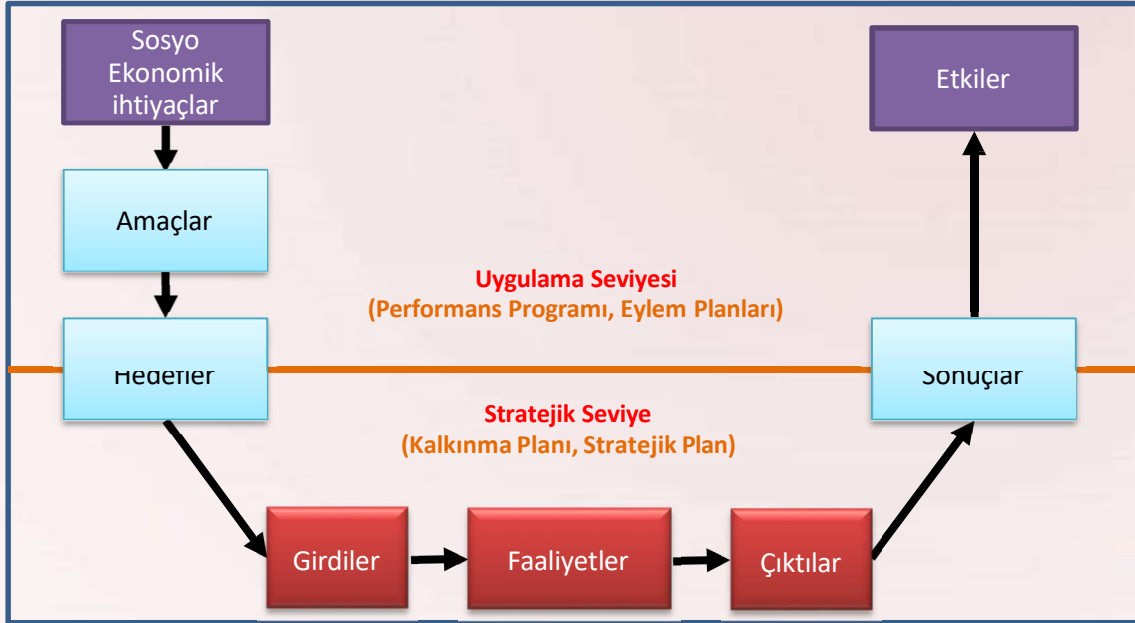 Sosyo
Ekonomik
ihtiyaçlar
Etkiler
Amaçlar
Uygulama Seviyesi
(Performans Programı, Eylem Planları)
Hedefler
Sonuçlar
Stratejik Seviye
(Kalkınma Planı, Stratejik Plan)
Girdiler
Faaliyetler
Çıktılar